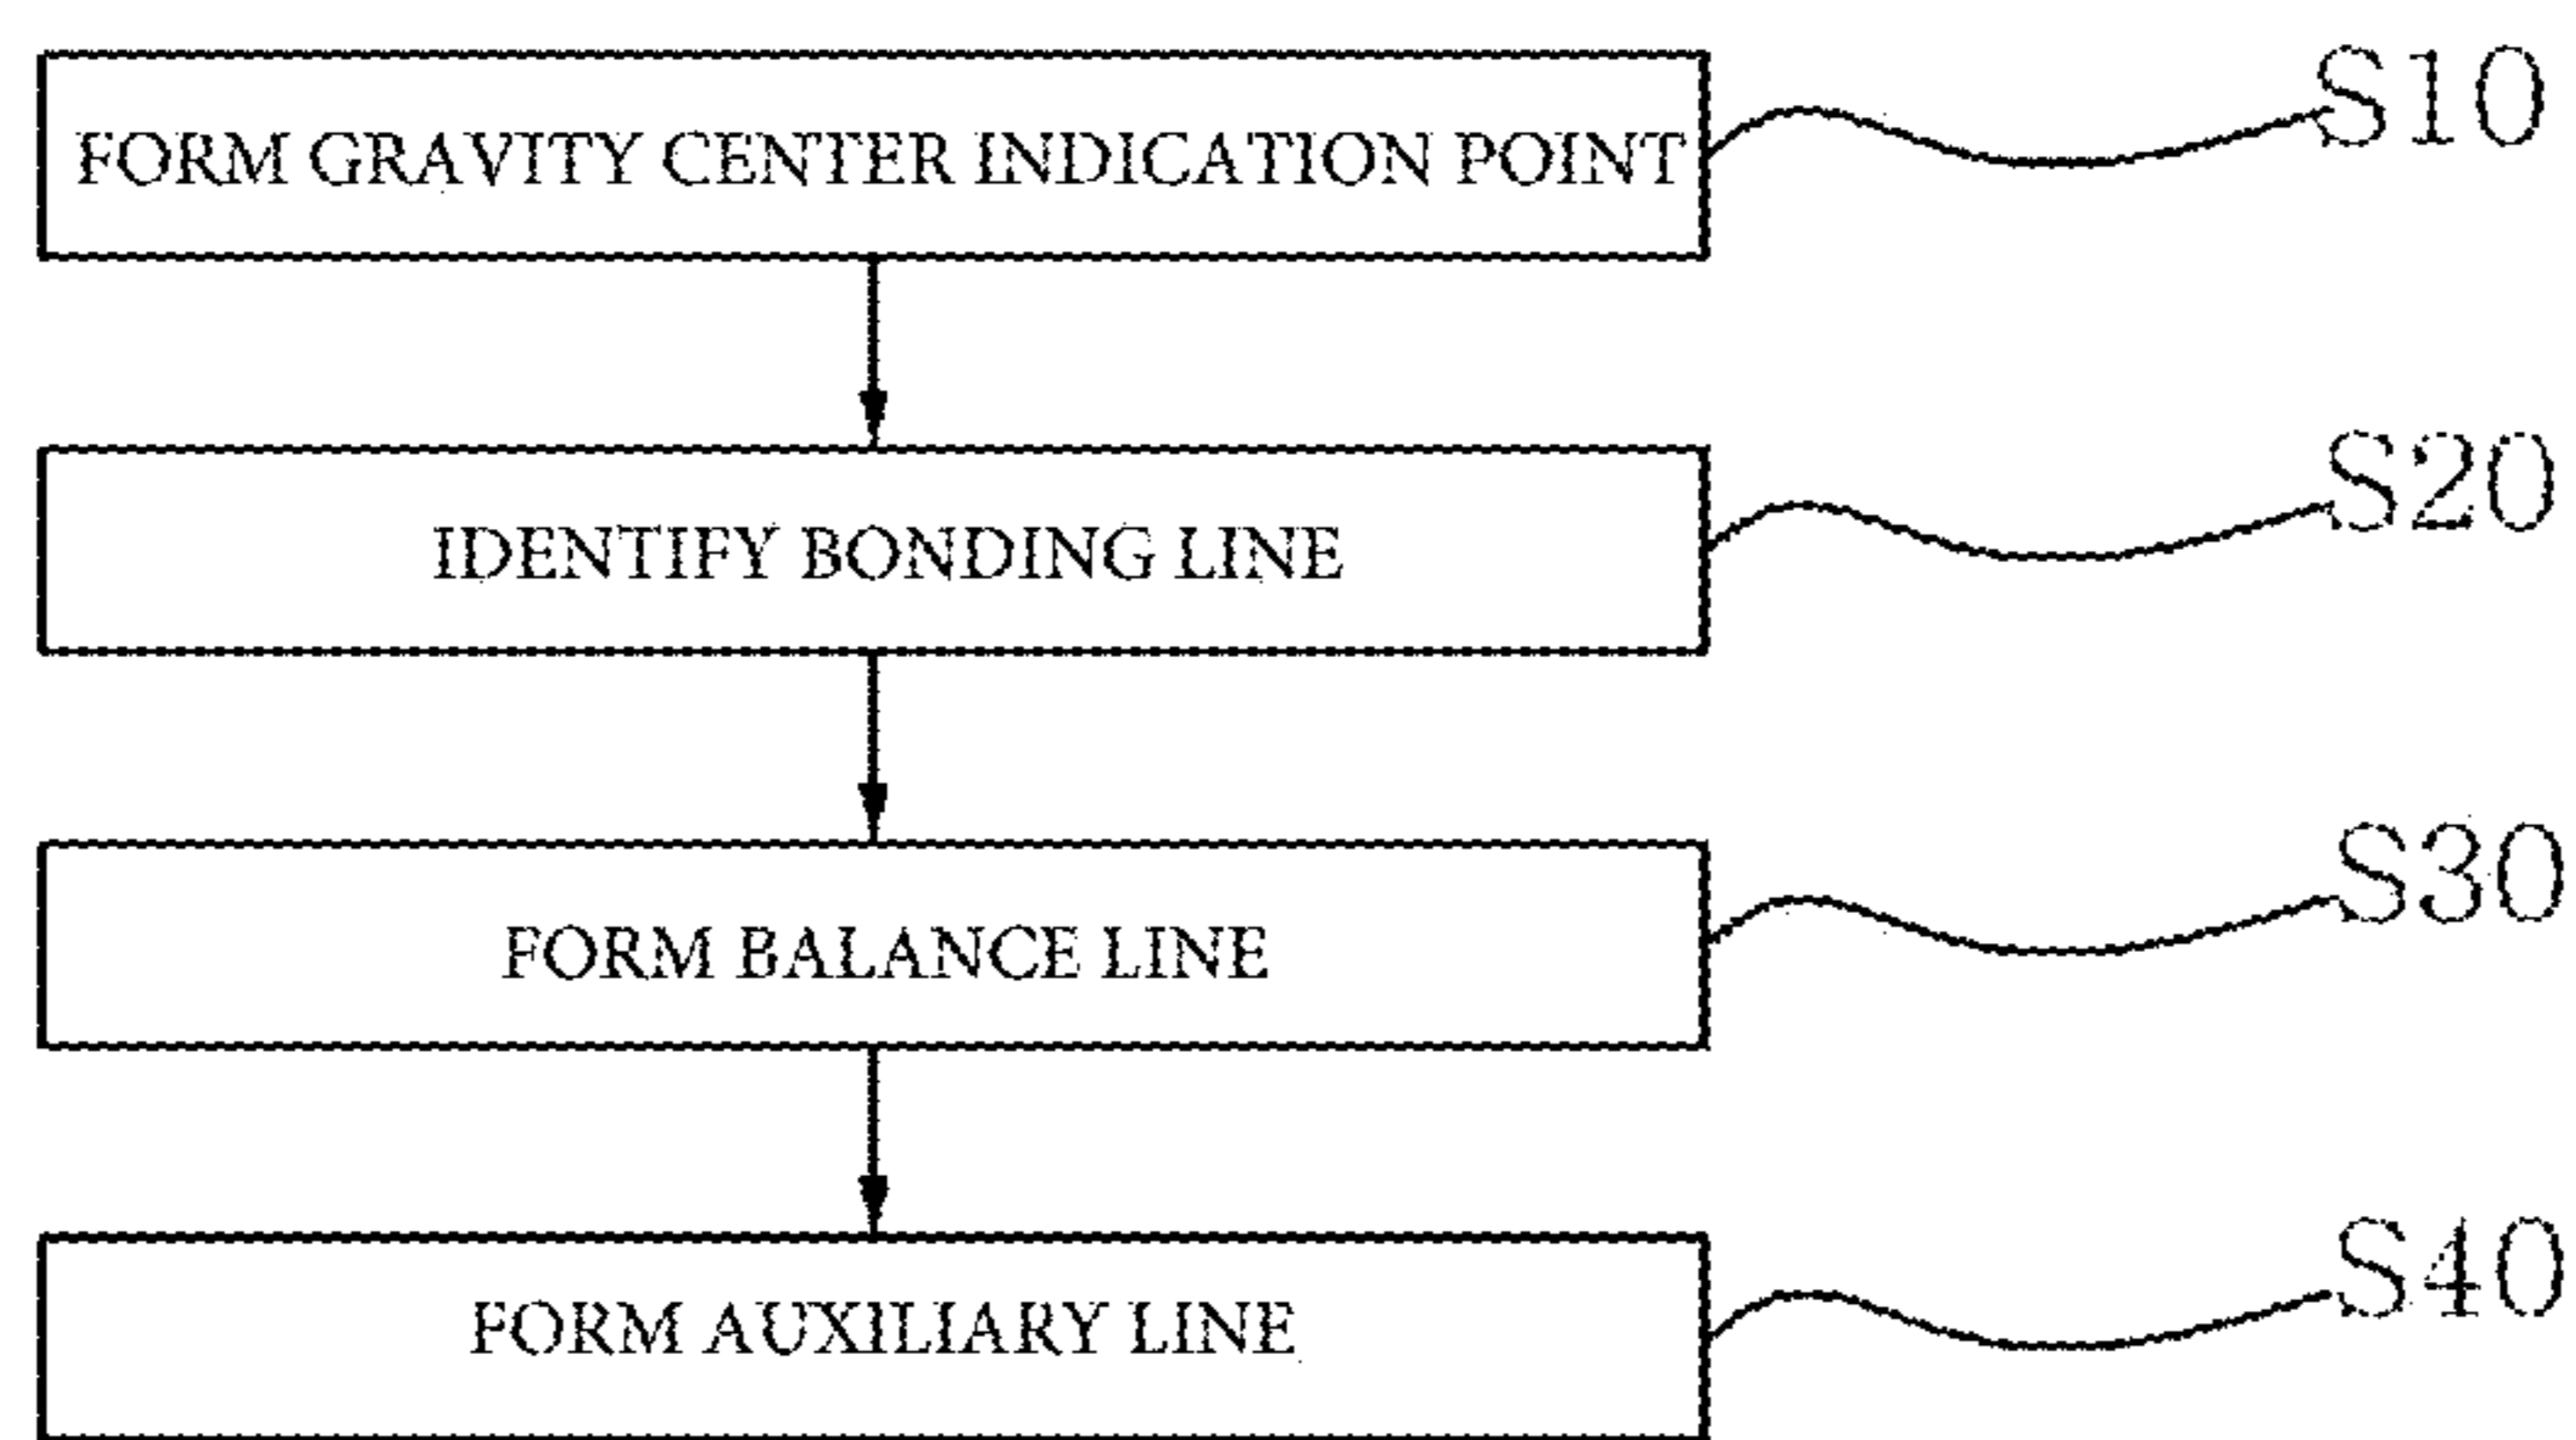 FORM GRAVITY CENTER INDICATION POINT
S10
IDENTIFY BONDING LINE
S20
FORM BALANCE LINE
S30
FORM AUXILIARY LINE
S40